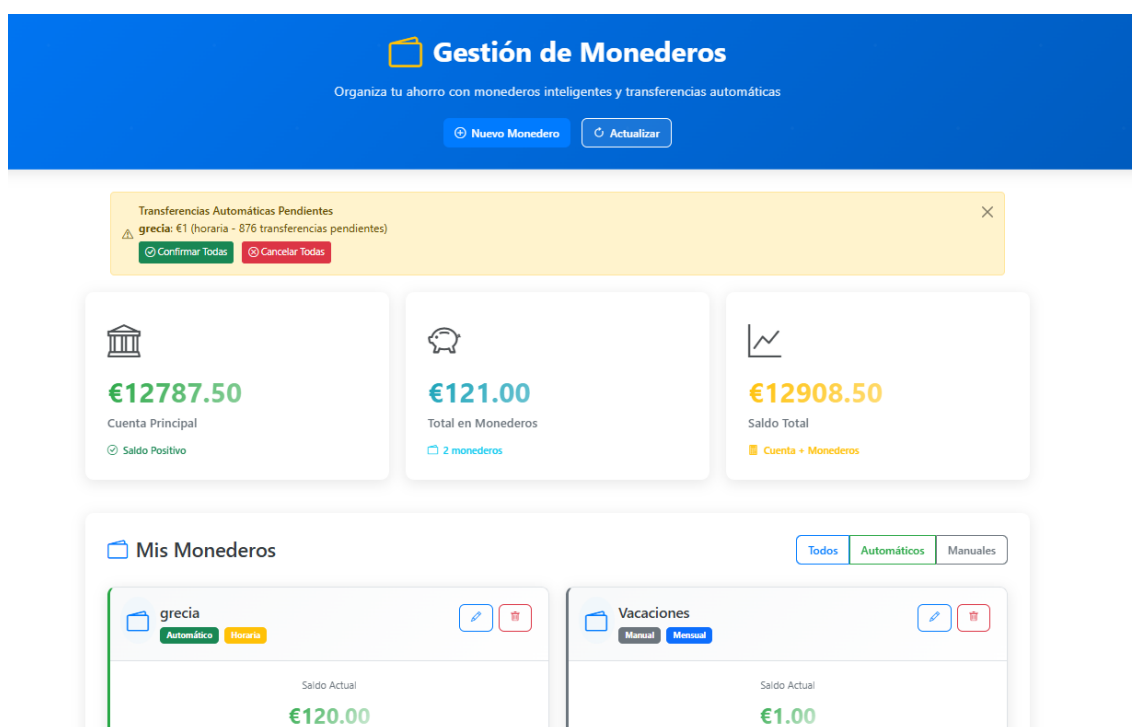 Gestión de Monederos
Organiza tu ahorro con monederos inteligentes y transferencias automáticas
Nuevo Monedero
Actualizar
Transferencias Automáticas Pendientes
grecia: €1 (horaria - 876 transferencias pendientes)
Confirmar Todas
Cancelar Todas
€12787.50
Cuenta Principal
Saldo Positivo
€121.00
Total en Monederos
2 monederos
€12908.50
Saldo Total
Cuenta + Monederos
Mis Monederos
Todos
Automáticos
Manuales
grecia
Automático
Horaria
Saldo Actual
€120.00
Vacaciones
Manual
Mensual
Saldo Actual
€1.00